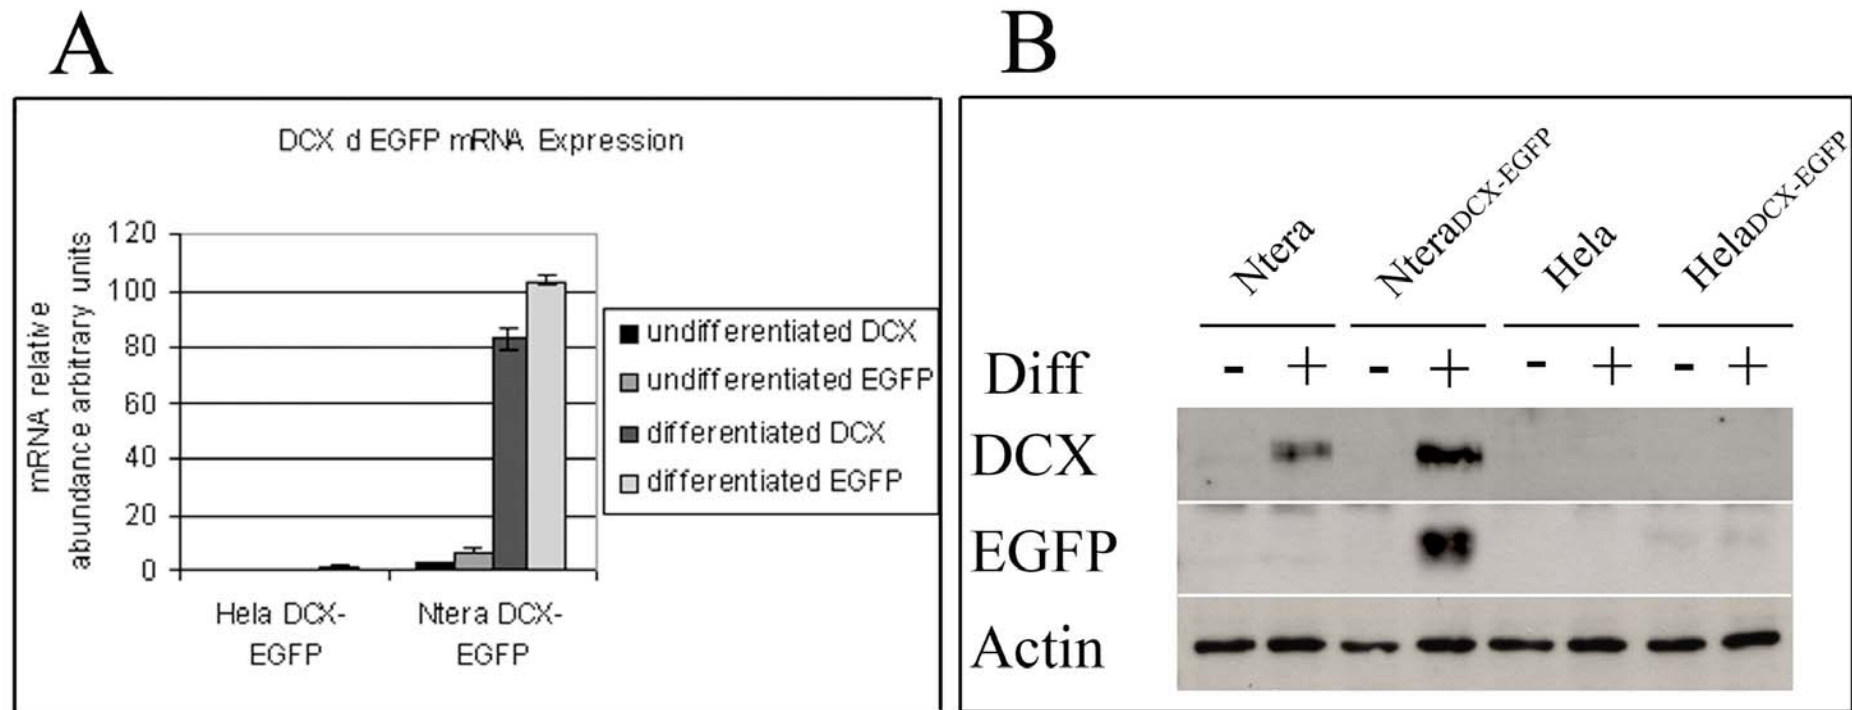 A
DCX d EGFP mRNA Expression
mRNA relative
abundance arbitrary units
120
100
80
60
40
20
0
Hela DCX-
EGFP
Ntera DCX-
EGFP
undifferentiated DCX
undifferentiated EGFP
differentiated DCX
differentiated EGFP
B
Ntera
NteraDCX-EGFP
Hela
HelaDCX-EGFP
Diff - + - + - + - +
DCX
EGFP
Actin